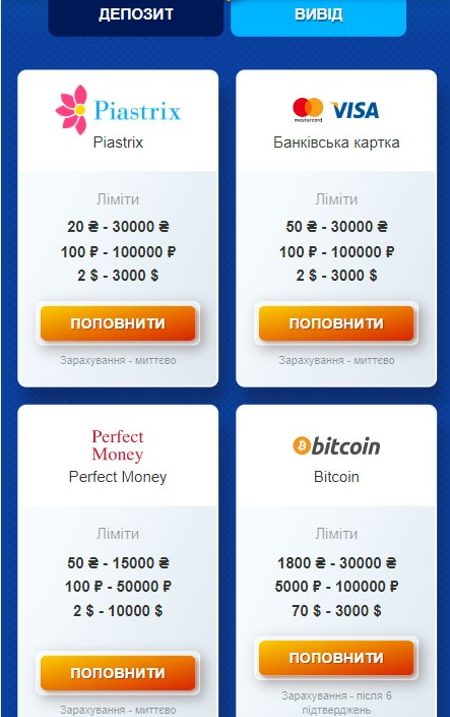 ДЕПОЗИТ
ВИВІД
Piastrix
Piastrix
Ліміти
20 ₴ - 30000 ₴
100 ₽ - 100000 ₽
2 $ - 3000 $
ПОПОВНИТИ
Зарахування - миттєво
mastercard VISA
Банківська картка
Ліміти
50 ₴ - 30000 ₴
100 ₽ - 100000 ₽
2 $ - 3000 $
ПОПОВНИТИ
Зарахування - миттєво
Perfect
Money
Perfect Money
Ліміти
50 ₴ - 15000 ₴
100 ₽ - 50000 ₽
2 $ - 10000 $
ПОПОВНИТИ
Зарахування - миттєво
bitcoin
Bitcoin
Ліміти
1800 ₴ - 30000 ₴
5000 ₽ - 100000 ₽
70 $ - 3000 $
ПОПОВНИТИ
Зарахування - після 6
підтверджень